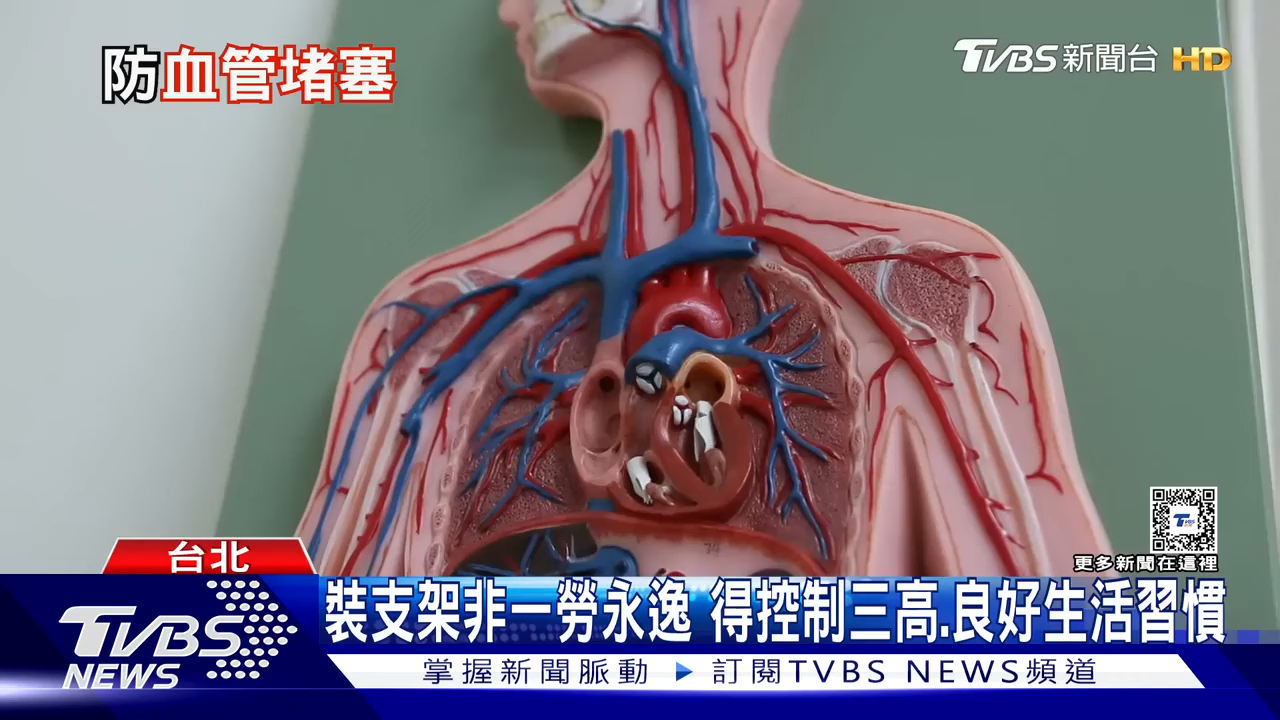 防血管堵塞
TVBS新聞台 HD
74
更多新聞在這裡
台北
裝支架非一勞永逸 得控制三高.良好生活習慣
TVBS NEWS
掌握新聞脈動 訂閱TVBS NEWS頻道